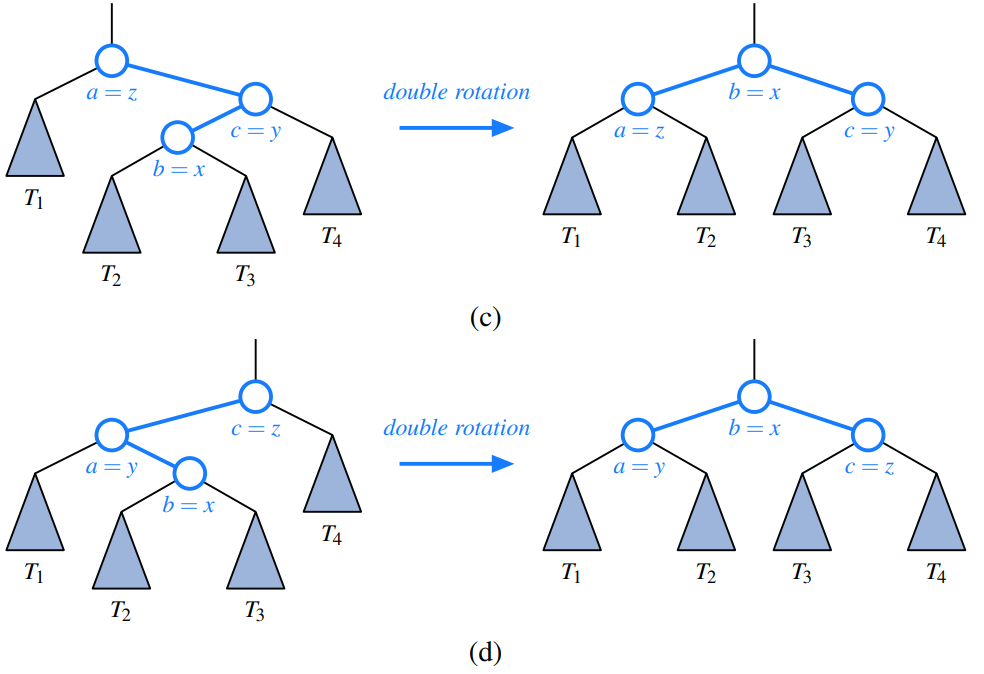 a = z
double rotation
b = x
c = y
a = z
c = y
b = x
T1
T2
T3
T4
T1
T2
T3
T4
(c)
c = z
double rotation
b = x
a = y
b = x
a = y
c = z
T1
T2
T3
T4
T1
T2
T3
T4
(d)